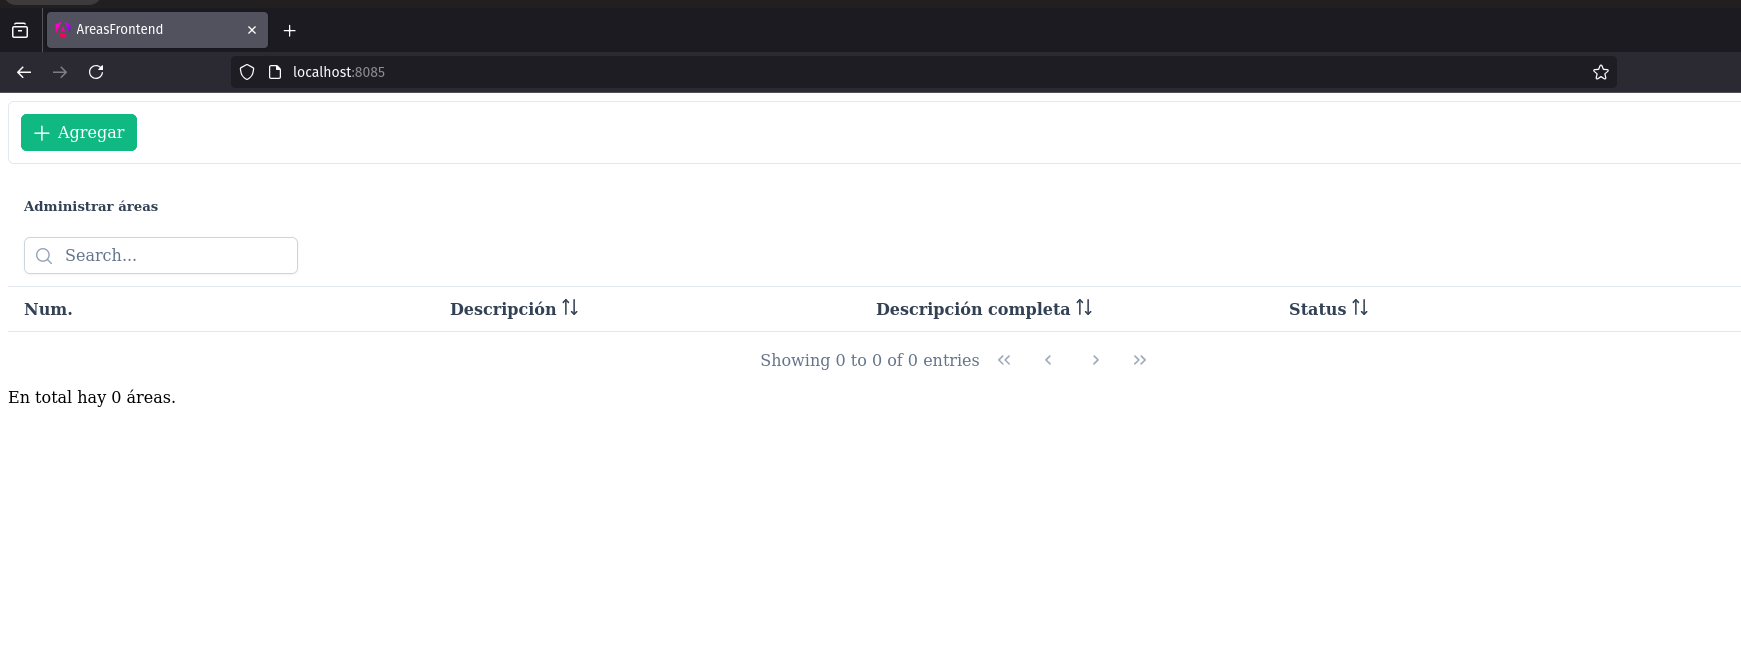 AreasFrontend
localhost:8085
Agregar
Administrar áreas
Search...
Num. Descripción Descripción completa Status
Showing 0 to 0 of 0 entries
En total hay 0 áreas.